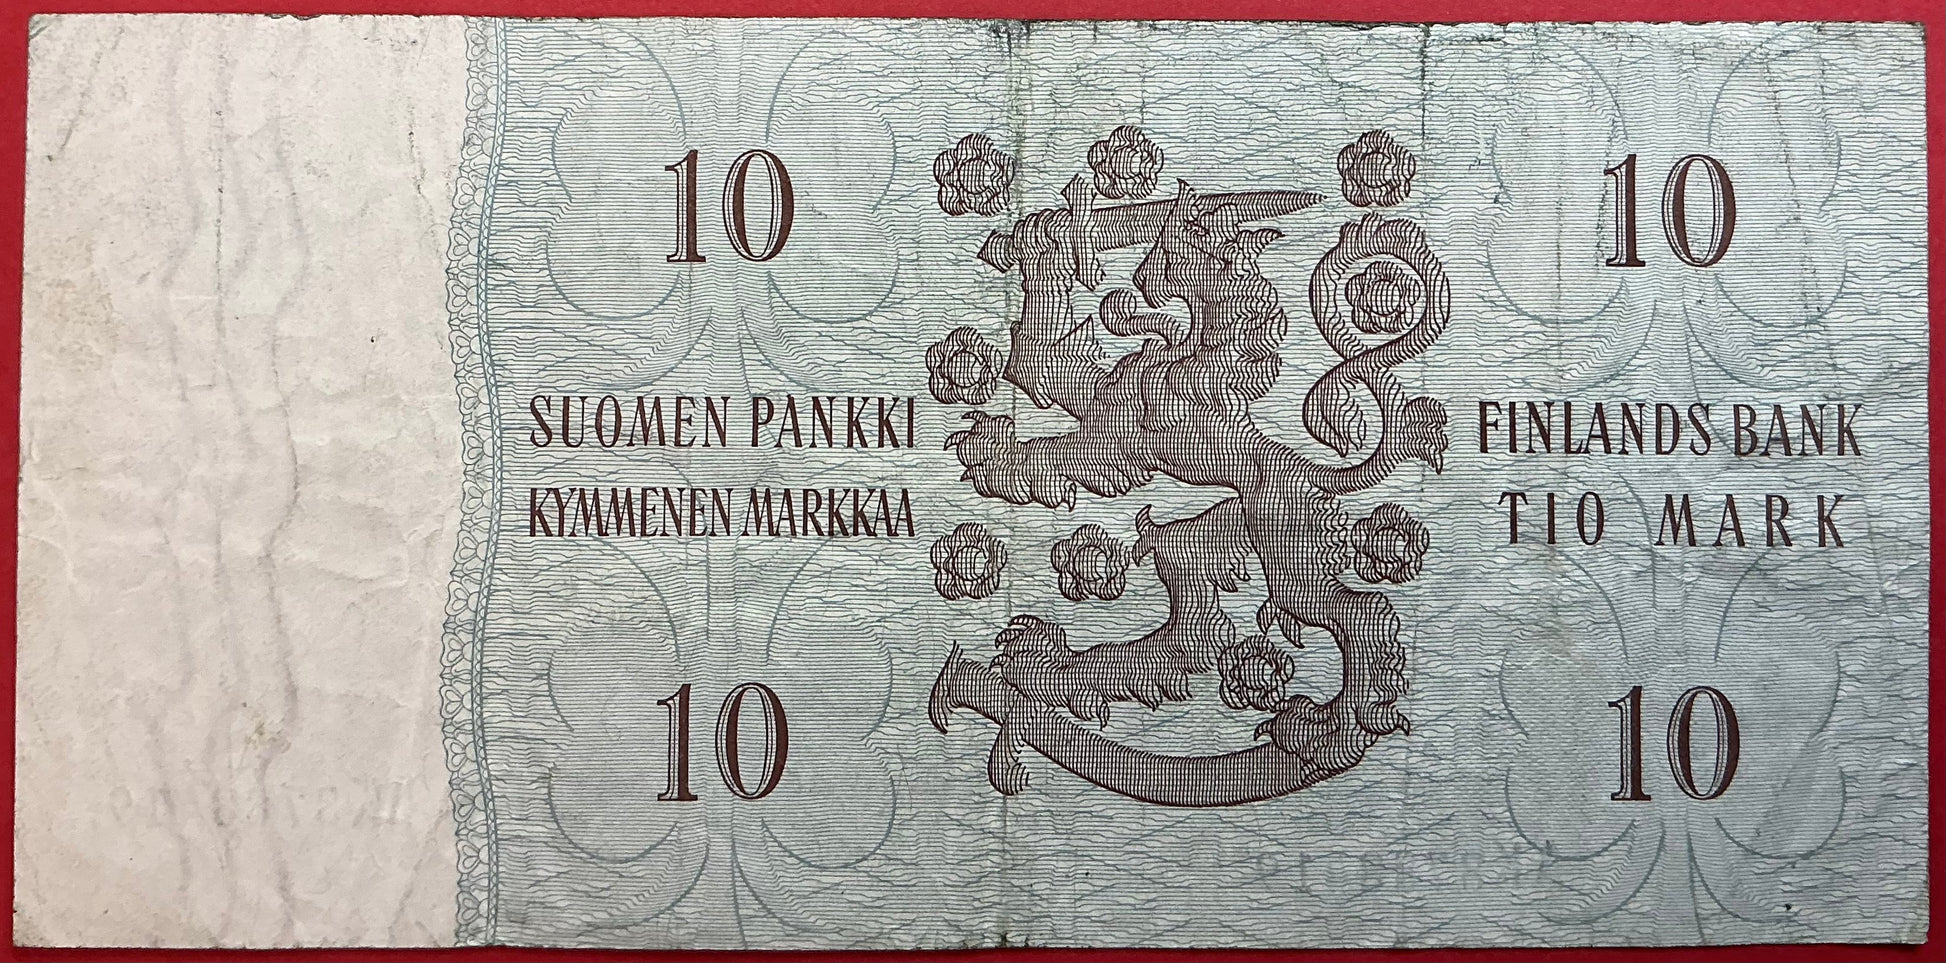 10
10
SUOMEN PANKKI
KYMMENEN MARKKAA
FINLANDS BANK
TIO MARK
10
10